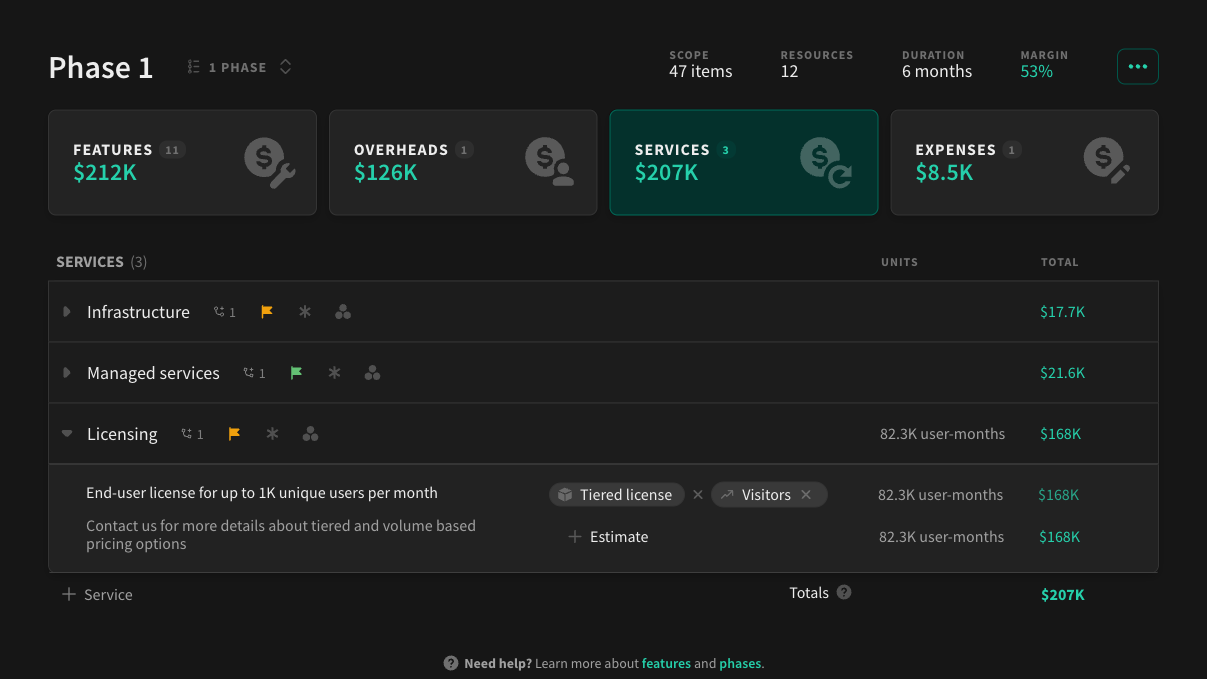 Phase 1
1 PHASE
SCOPE
47 items
RESOURCES
12
DURATION
6 months
MARGIN
53%
FEATURES 11
$212K
OVERHEADS 1
$126K
SERVICES 3
$207K
EXPENSES 1
$8.5K
SERVICES (3) UNITS TOTAL
Infrastructure 1 $17.7K
Managed services 1 $21.6K
Licensing 1 82.3K user-months $168K
End-user license for up to 1K unique users per month Tiered license × Visitors × 82.3K user-months $168K
Contact us for more details about tiered and volume based
pricing options
+ Estimate 82.3K user-months $168K
+ Service Totals ? $207K
? Need help? Learn more about features and phases.